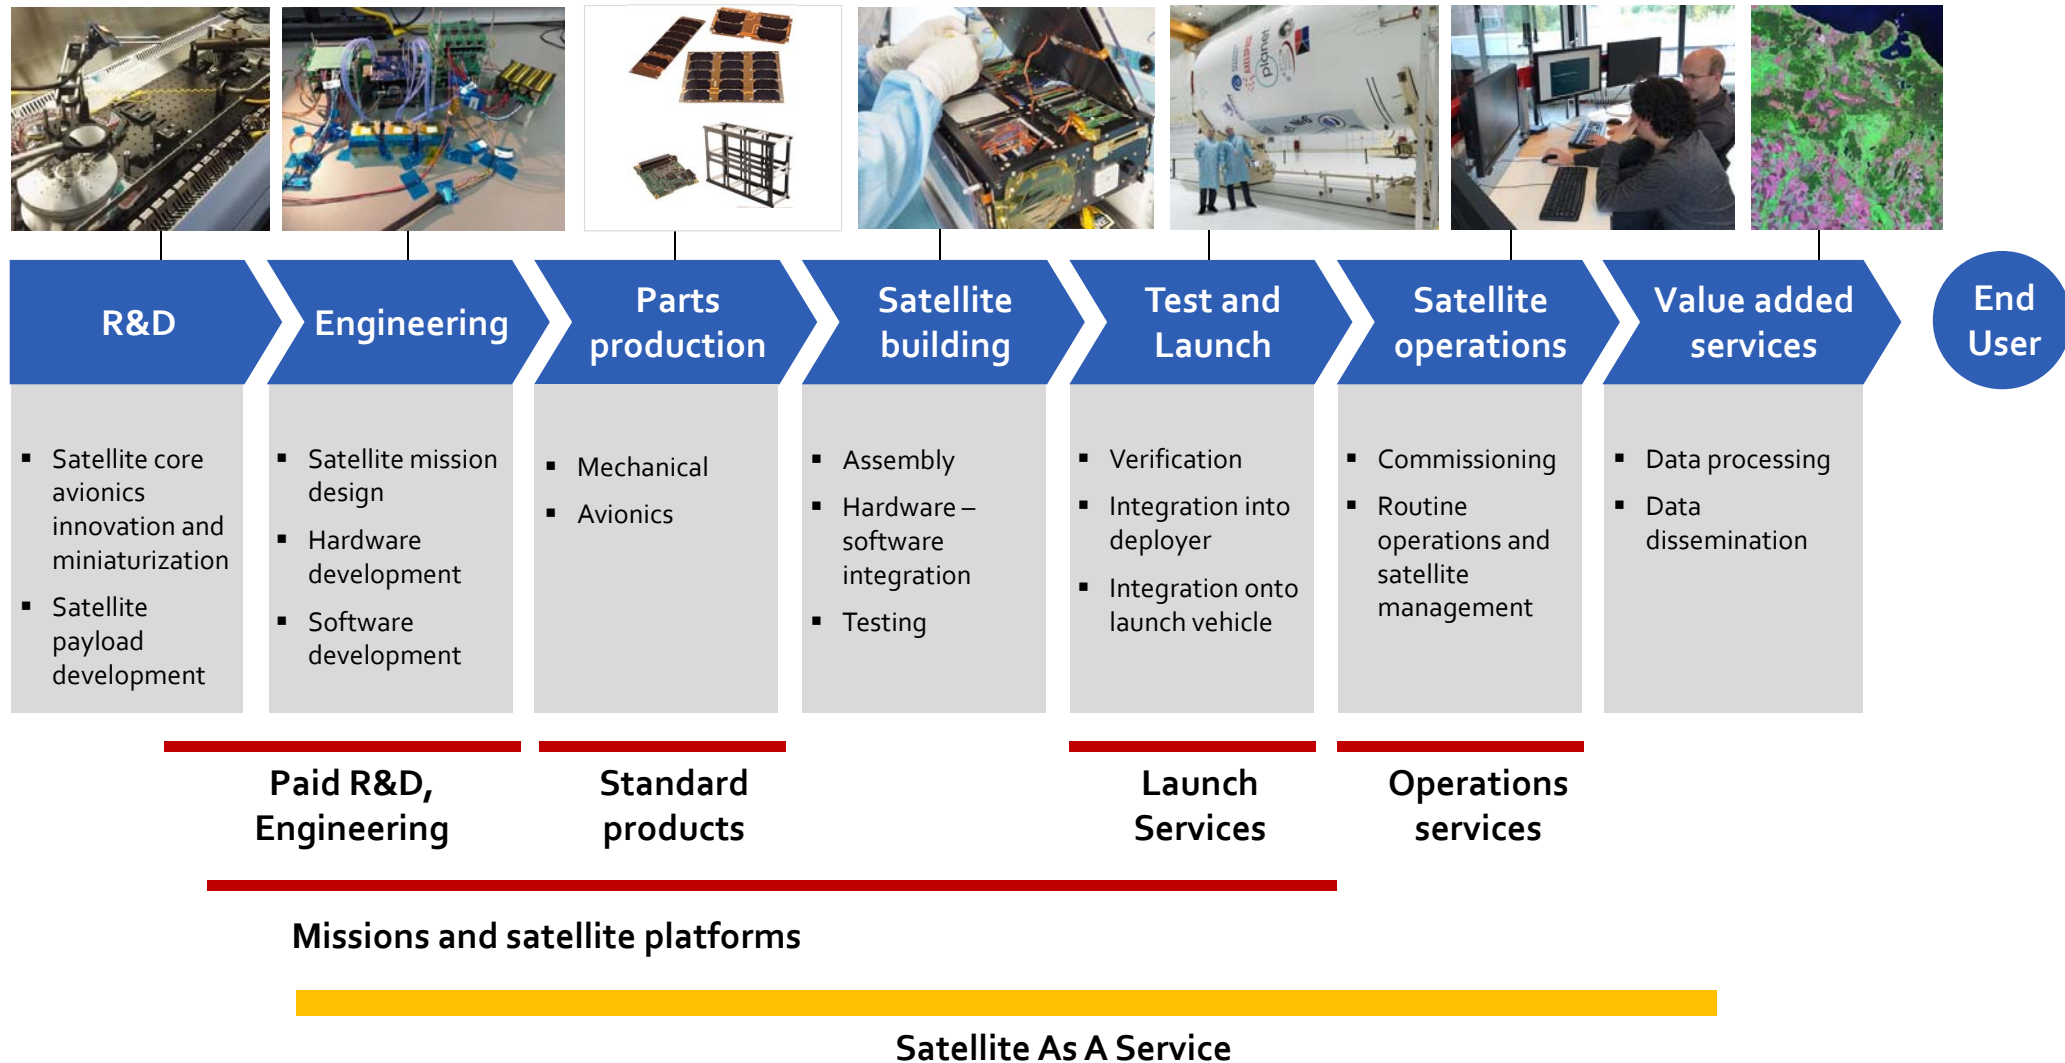 planet
R&D
Engineering
Parts
production
Satellite
building
Test and
Launch
Satellite
operations
Value added
services
End
User
▪ Satellite core
avionics
innovation and
miniaturization
▪ Satellite
payload
development
▪ Satellite mission
design
▪ Hardware
development
▪ Software
development
▪ Mechanical
▪ Avionics
▪ Assembly
▪ Hardware –
software
integration
▪ Testing
▪ Verification
▪ Integration into
deployer
▪ Integration onto
launch vehicle
▪ Commissioning
▪ Routine
operations and
satellite
management
▪ Data processing
▪ Data
dissemination
Paid R&D,
Engineering
Standard
products
Launch
Services
Operations
services
Missions and satellite platforms
Satellite As A Service